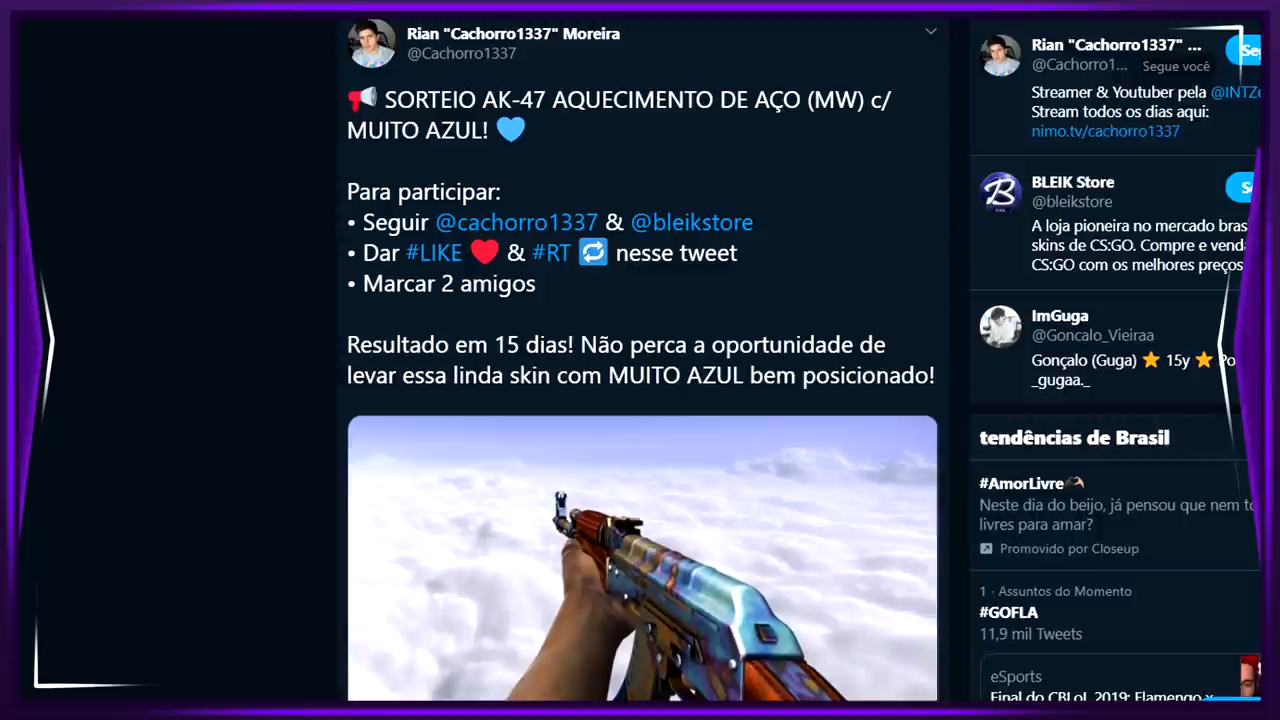 Rian "Cachorro1337" Moreira
@Cachorro1337
SORTEIO AK-47 AQUECIMENTO DE AÇO (MW) c/
MUITO AZUL!
Para participar:
• Seguir @cachorro1337 & @bleikstore
• Dar #LIKE & #RT nesse tweet
• Marcar 2 amigos
Resultado em 15 dias! Não perca a oportunidade de
levar essa linda skin com MUITO AZUL bem posicionado!
Rian "Cachorro1337" ...
@Cachorro1... Segue você
Streamer & Youtuber pela @INTZ
Stream todos os dias aqui:
nimo.tv/cachorro1337
BLEIK Store
@bleikstore
A loja pioneira no mercado bras
skins de CS:GO. Compre e vend
CS:GO com os melhores preços
ImGuga
@Goncalo_Vieiraa
Gonçalo (Guga) 15y
_gugaa._
tendências de Brasil
#AmorLivre
Neste dia do beijo, já pensou que nem to
livres para amar?
Promovido por Closeup
1 · Assuntos do Momento
#GOFLA
11,9 mil Tweets
eSports
Final do CBLoL 2019: Flamengo x